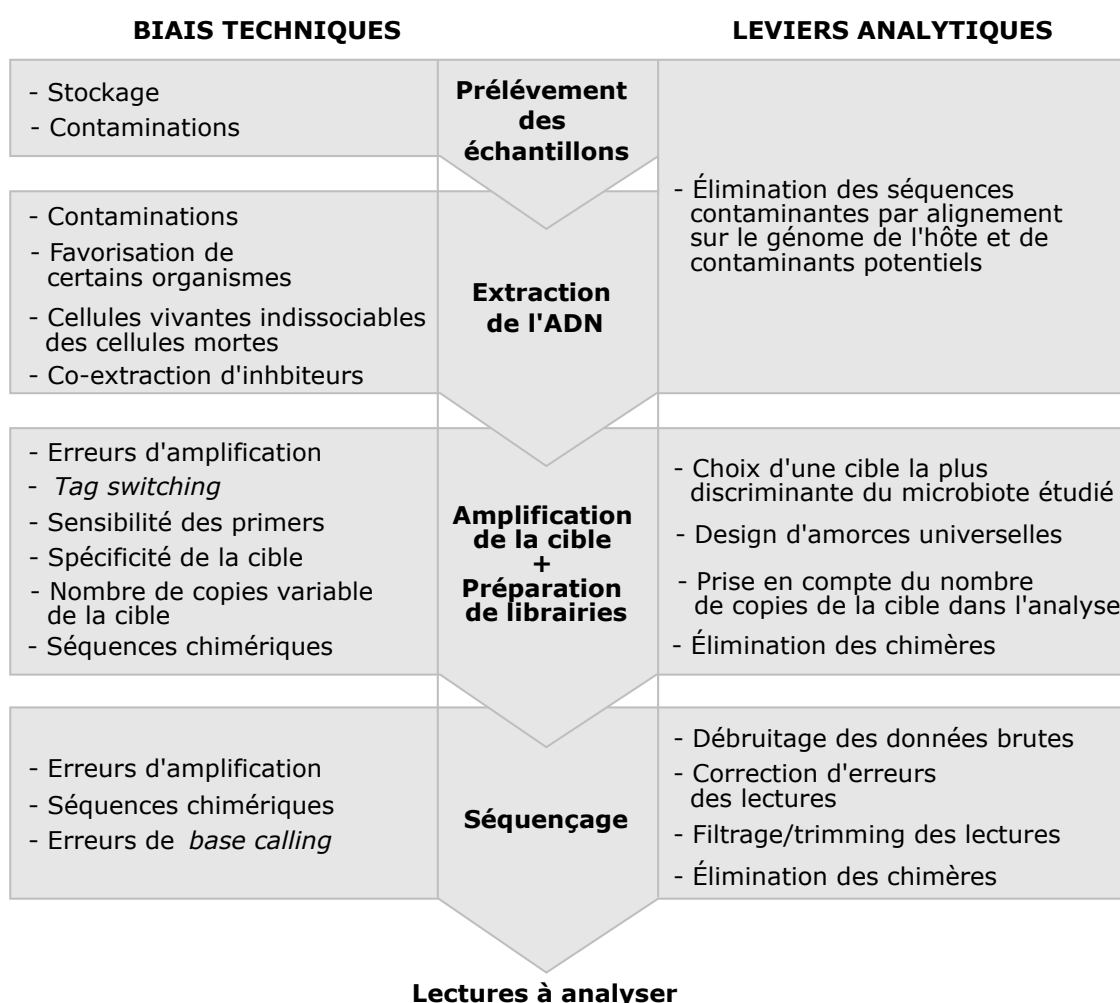 BIAIS TECHNIQUES
LEVIERS ANALYTIQUES
- Stockage
- Contaminations
Prélévement
des
échantillons
- Contaminations
- Favorisation de
certains organismes
- Cellules vivantes indissociables
des cellules mortes
- Co-extraction d'inhbiteurs
Extraction
de l'ADN
- Élimination des séquences
contaminantes par alignement
sur le génome de l'hôte et de
contaminants potentiels
- Erreurs d'amplification
- Tag switching
- Sensibilité des primers
- Spécificité de la cible
- Nombre de copies variable
de la cible
- Séquences chimériques
Amplification
de la cible
+
Préparation
de librairies
- Choix d'une cible la plus
discriminante du microbiote étudié
- Design d'amorces universelles
- Prise en compte du nombre
de copies de la cible dans l'analyse
- Élimination des chimères
- Erreurs d'amplification
- Séquences chimériques
- Erreurs de base calling
Séquençage
- Débruitage des données brutes
- Correction d'erreurs
des lectures
- Filtrage/trimming des lectures
- Élimination des chimères
Lectures à analyser